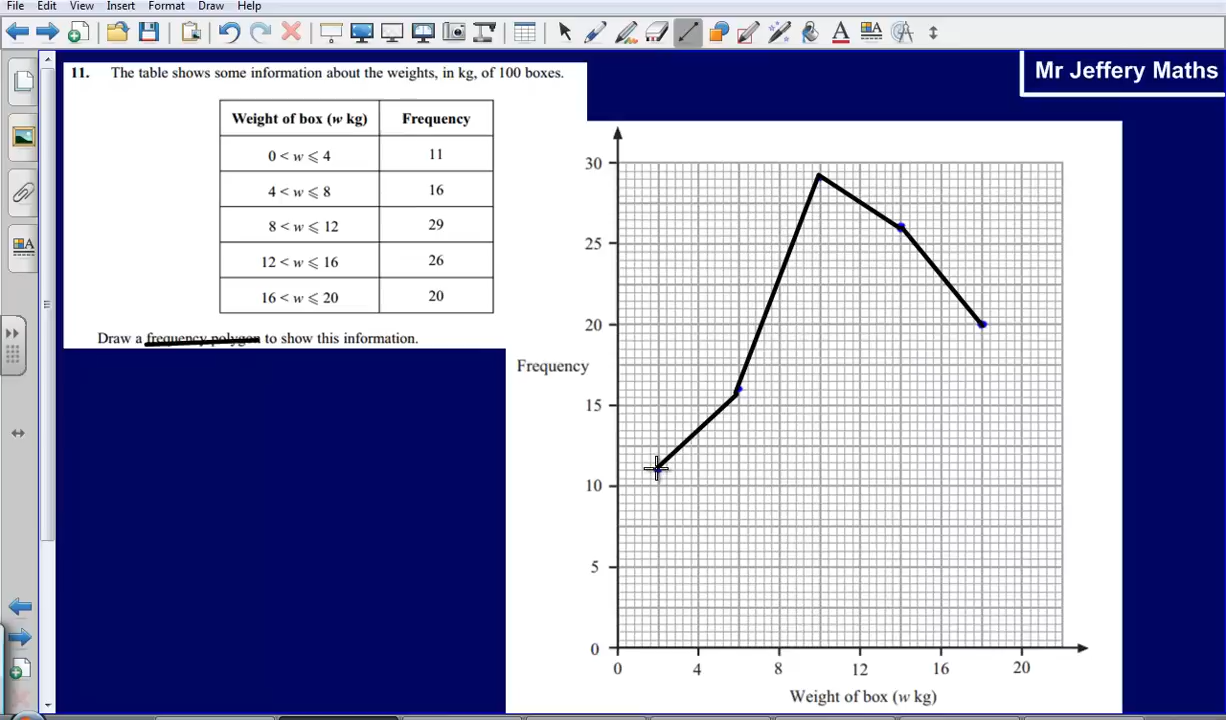 File Edit View Insert Format Draw Help
Mr Jeffery Maths
11. The table shows some information about the weights, in kg, of 100 boxes.
Weight of box (w kg) Frequency
0 < w ⩽ 4 11
4 < w ⩽ 8 16
8 < w ⩽ 12 29
12 < w ⩽ 16 26
16 < w ⩽ 20 20
Draw a frequency polygon to show this information.
30
25
20
Frequency
15
10
5
0
0 4 8 12 16 20
Weight of box (w kg)